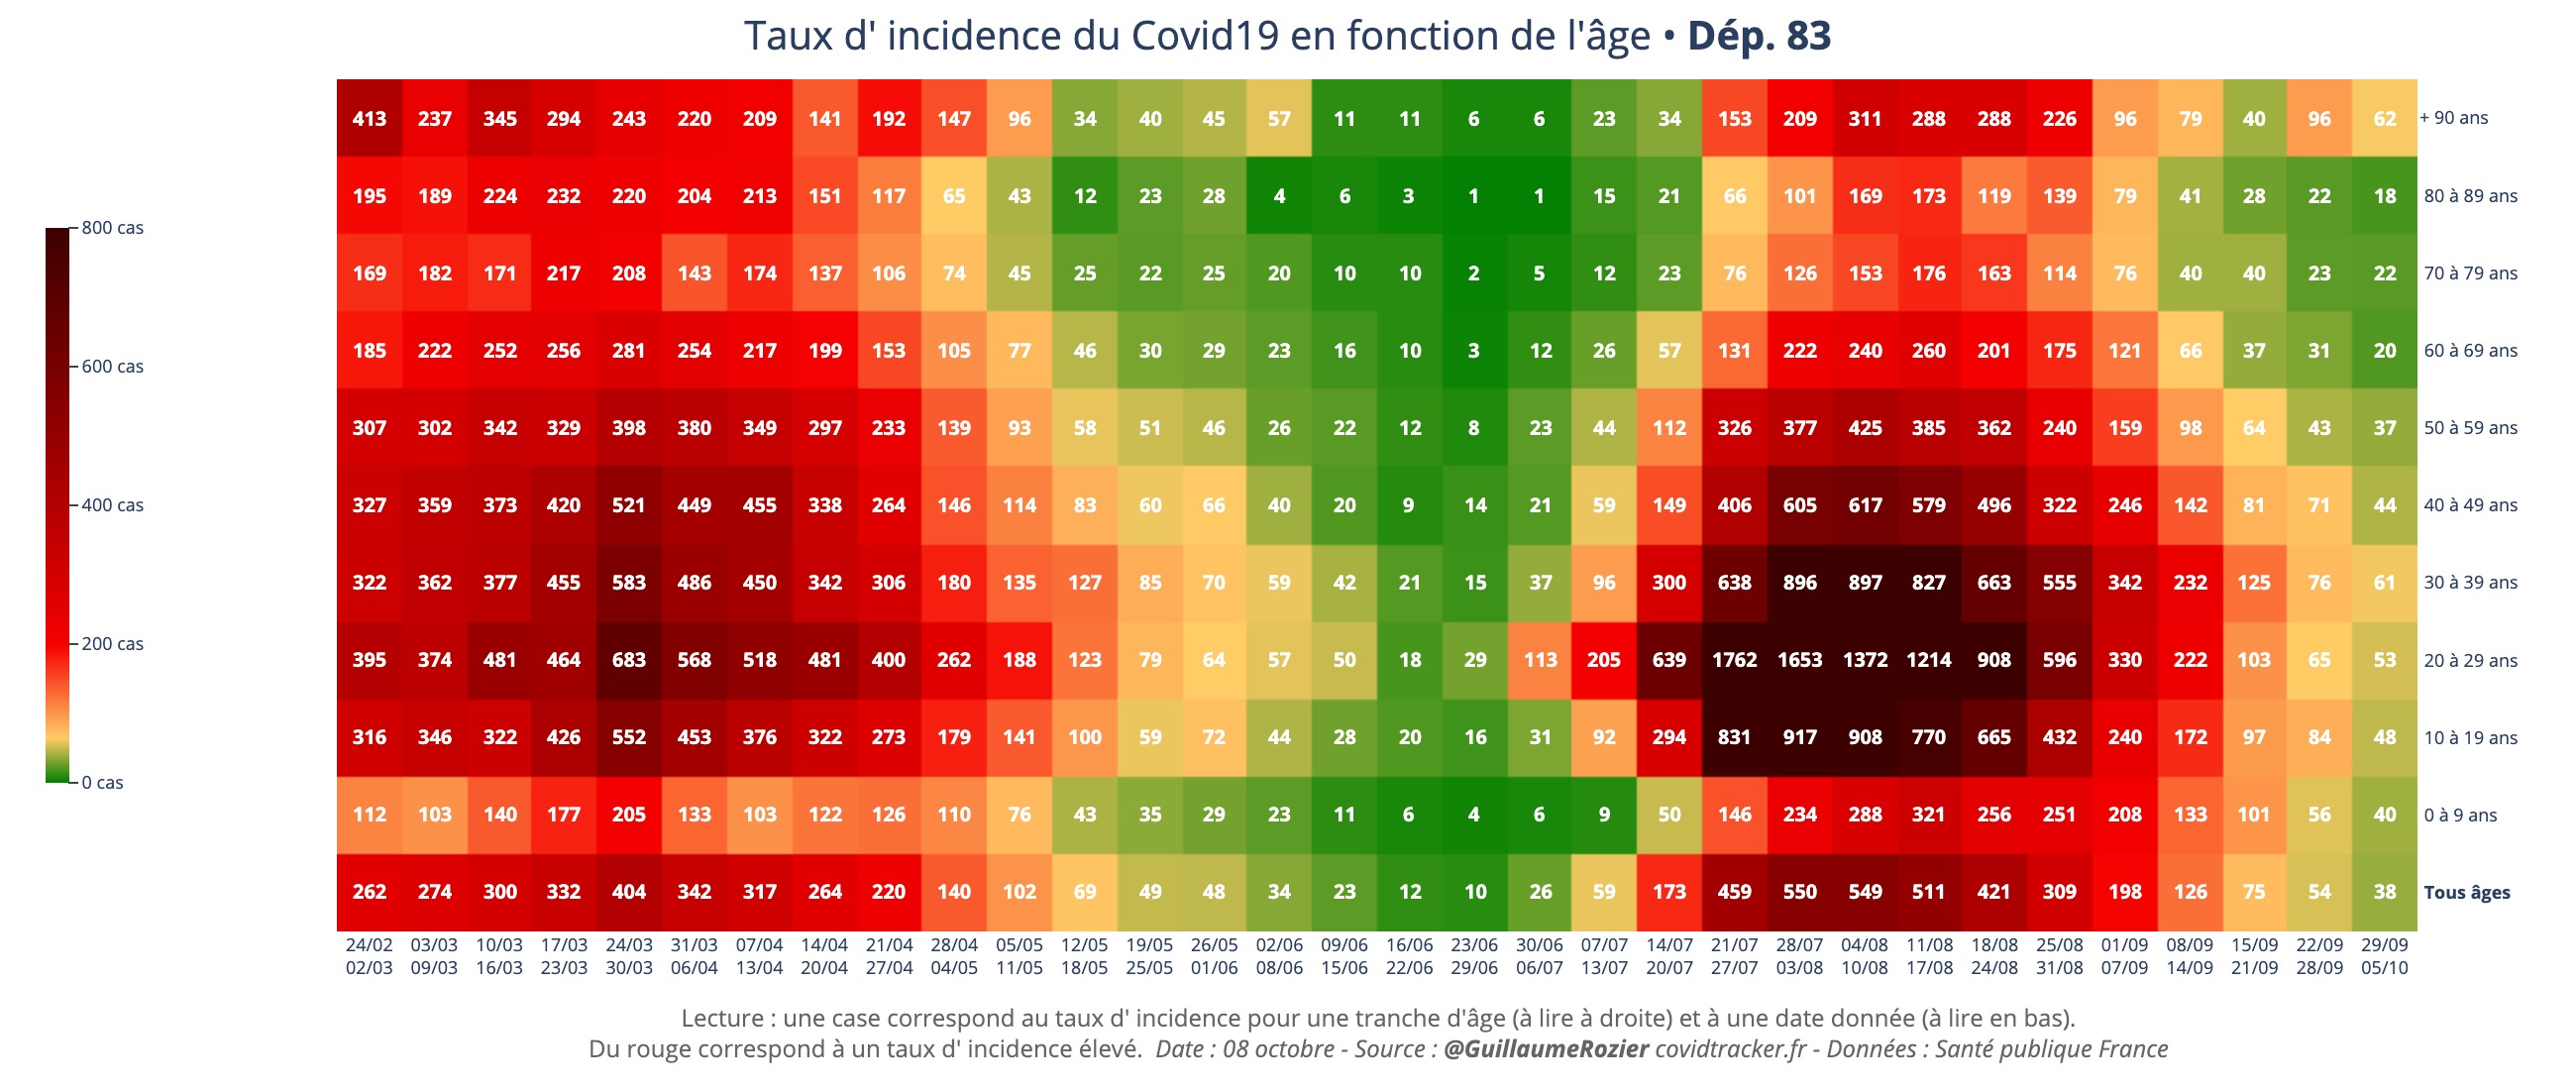 Taux d' incidence du Covid19 en fonction de l'âge • Dép. 83
800 cas
600 cas
400 cas
200 cas
0 cas
413 237 345 294 243 220 209 141 192 147 96 34 40 45 57 11 11 6 6 23 34 153 209 311 288 288 226 96 79 40 96 62 + 90 ans
195 189 224 232 220 204 213 151 117 65 43 12 23 28 4 6 3 1 1 15 21 66 101 169 173 119 139 79 41 28 22 18 80 à 89 ans
169 182 171 217 208 143 174 137 106 74 45 25 22 25 20 10 10 2 5 12 23 76 126 153 176 163 114 76 40 40 23 22 70 à 79 ans
185 222 252 256 281 254 217 199 153 105 77 46 30 29 23 16 10 3 12 26 57 131 222 240 260 201 175 121 66 37 31 20 60 à 69 ans
307 302 342 329 398 380 349 297 233 139 93 58 51 46 26 22 12 8 23 44 112 326 377 425 385 362 240 159 98 64 43 37 50 à 59 ans
327 359 373 420 521 449 455 338 264 146 114 83 60 66 40 20 9 14 21 59 149 406 605 617 579 496 322 246 142 81 71 44 40 à 49 ans
322 362 377 455 583 486 450 342 306 180 135 127 85 70 59 42 21 15 37 96 300 638 896 897 827 663 555 342 232 125 76 61 30 à 39 ans
395 374 481 464 683 568 518 481 400 262 188 123 79 64 57 50 18 29 113 205 639 1762 1653 1372 1214 908 596 330 222 103 65 53 20 à 29 ans
316 346 322 426 552 453 376 322 273 179 141 100 59 72 44 28 20 16 31 92 294 831 917 908 770 665 432 240 172 97 84 48 10 à 19 ans
112 103 140 177 205 133 103 122 126 110 76 43 35 29 23 11 6 4 6 9 50 146 234 288 321 256 251 208 133 101 56 40 0 à 9 ans
262 274 300 332 404 342 317 264 220 140 102 69 49 48 34 23 12 10 26 59 173 459 550 549 511 421 309 198 126 75 54 38 Tous âges
24/02 03/03 10/03 17/03 24/03 31/03 07/04 14/04 21/04 28/04 05/05 12/05 19/05 26/05 02/06 09/06 16/06 23/06 30/06 07/07 14/07 21/07 28/07 04/08 11/08 18/08 25/08 01/09 08/09 15/09 22/09 29/09
02/03 09/03 16/03 23/03 30/03 06/04 13/04 20/04 27/04 04/05 11/05 18/05 25/05 01/06 08/06 15/06 22/06 29/06 06/07 13/07 20/07 27/07 03/08 10/08 17/08 24/08 31/08 07/09 14/09 21/09 28/09 05/10
Lecture : une case correspond au taux d' incidence pour une tranche d'âge (à lire à droite) et à une date donnée (à lire en bas).
Du rouge correspond à un taux d' incidence élevé. Date : 08 octobre - Source : @GuillaumeRozier covidtracker.fr - Données : Santé publique France